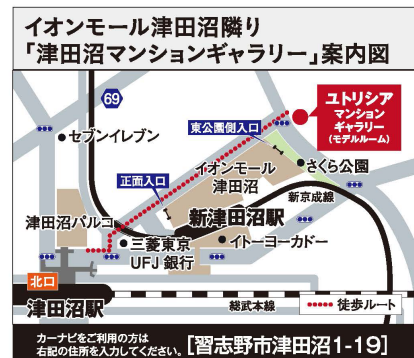 イオンモール津田沼隣り
「津田沼マンションギャラリー」案内図
69
ユトリシア
マンション
ギャラリー
(モデルルーム)
東公園側入口
セブンイレブン
さくら公園
イオンモール
津田沼
正面入口
新京成線
津田沼パルコ
新津田沼駅
三菱東京
UFJ 銀行
イトーヨーカドー
北口
津田沼駅
総武本線
徒歩ルート
カーナビをご利用の方は
右記の住所を入力してください。
[習志野市津田沼1-19]